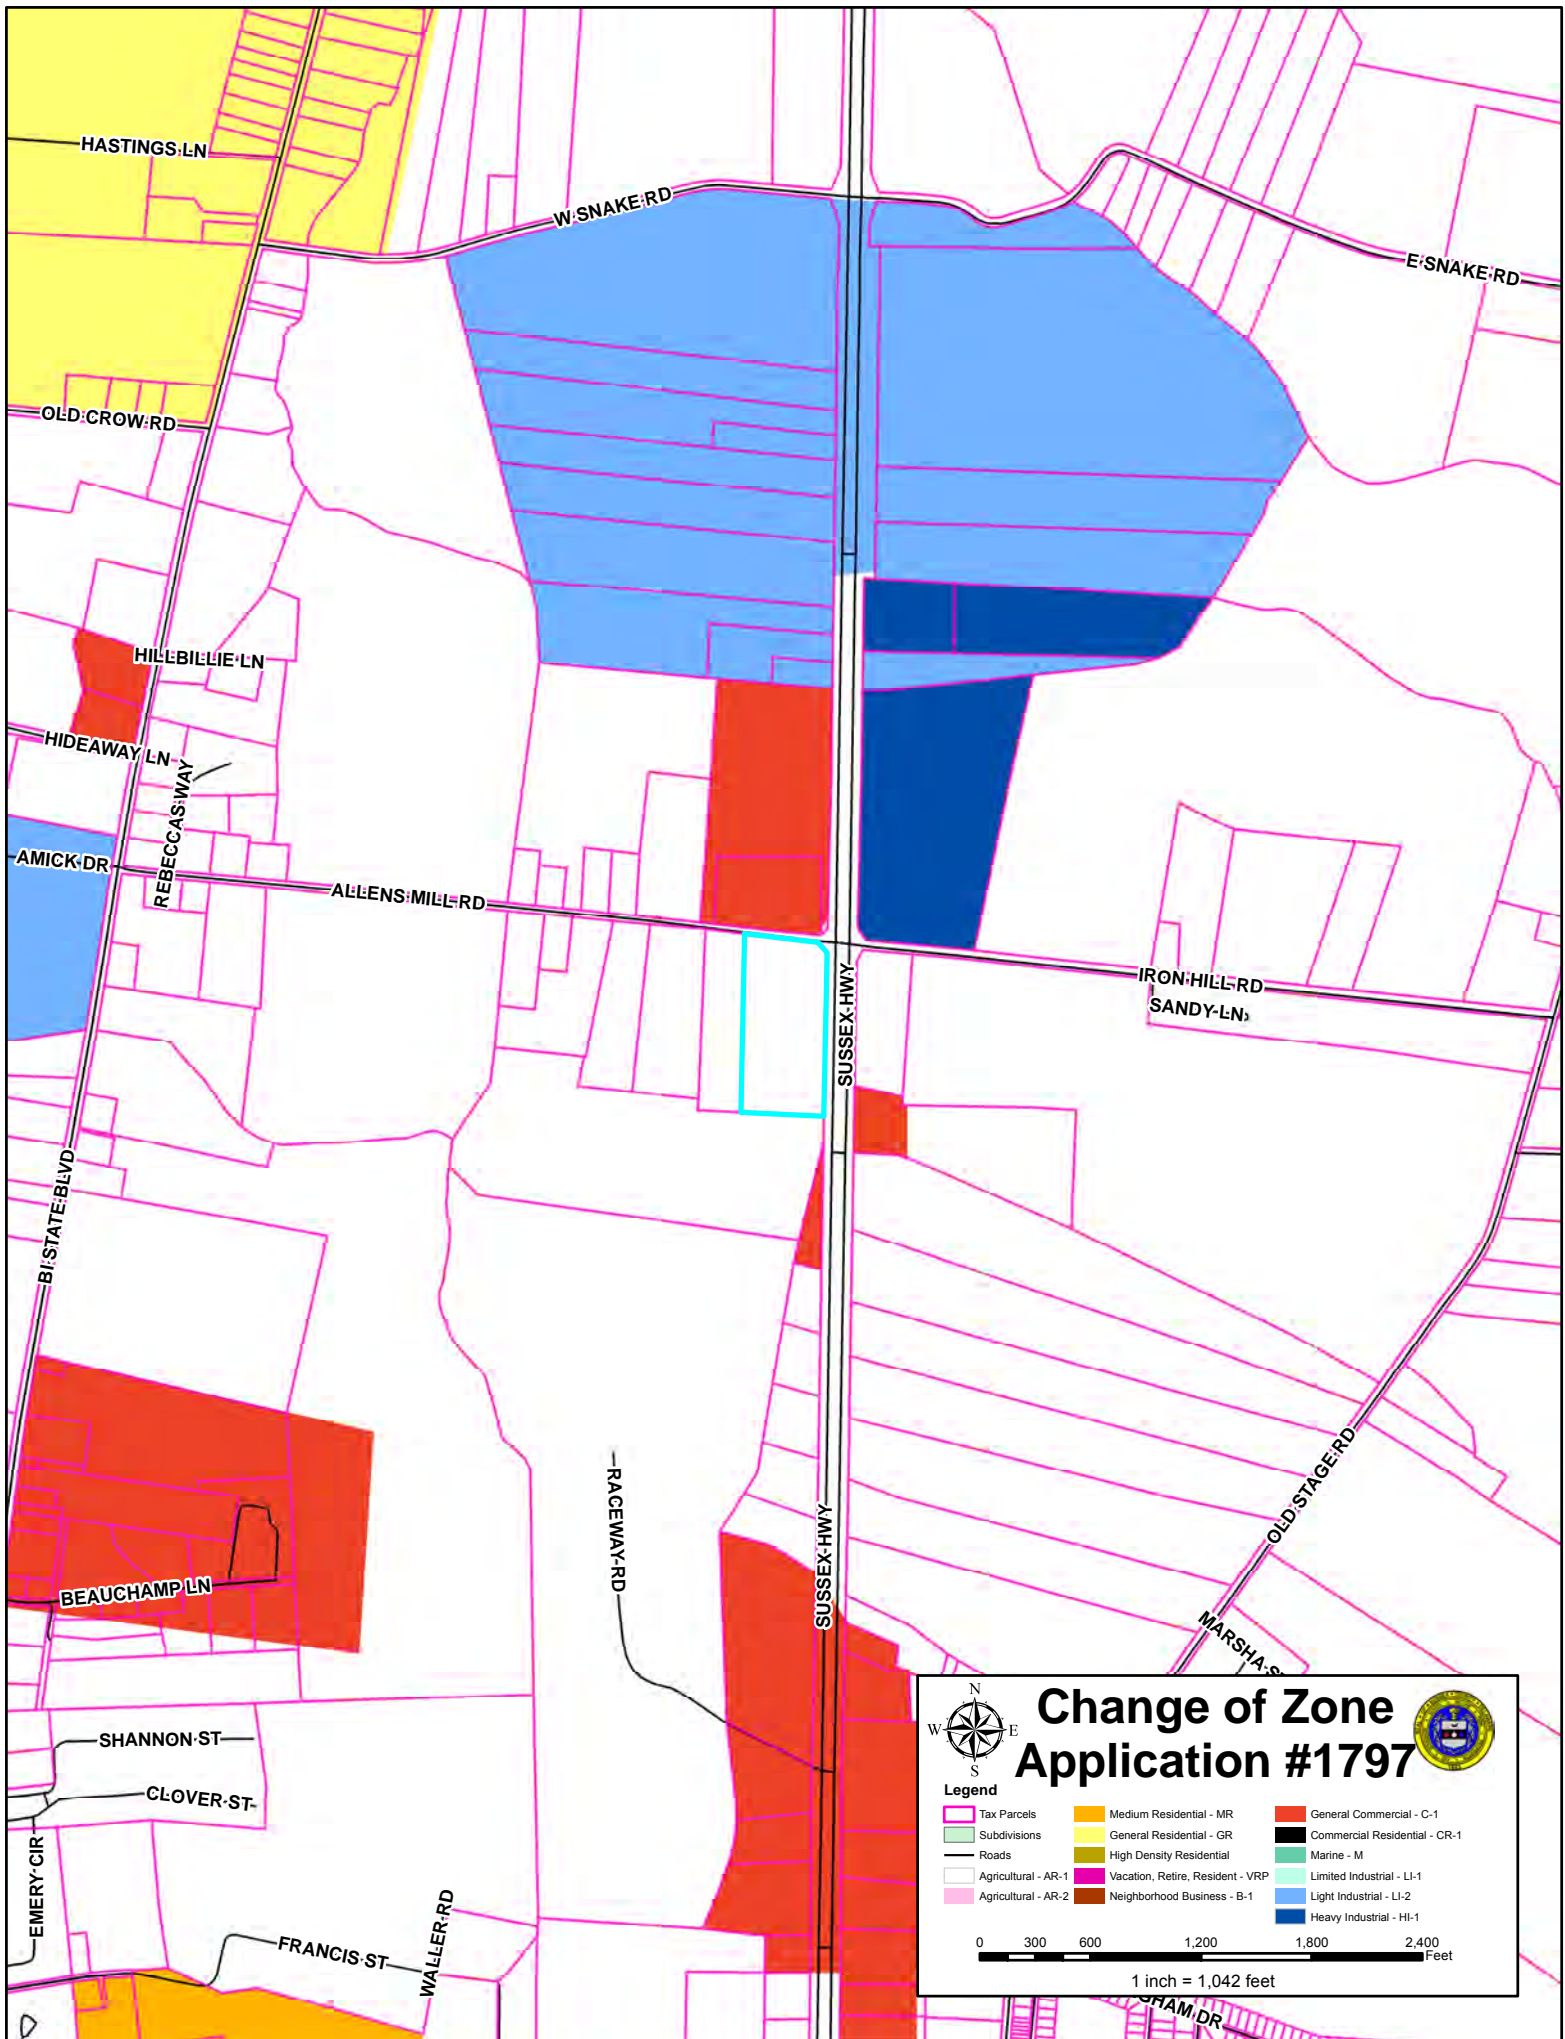 HASTINGS LN
W SNAKE RD
E SNAKE RD
OLD CROW RD
HILLBILLIE LN
HIDEAWAY LN
REBECCAS WAY
AMICK DR
ALLENS MILL RD
SUSSEX HWY
IRON HILL RD
SANDY LN
BI STATE BLVD
RACEWAY RD
SUSSEX HWY
OLD STAGE RD
BEAUCHAMP LN
MARSHA S
SHANNON ST
CLOVER ST
EMERY CIR
FRANCIS ST
WALLER RD
GHAM DR
N
W
E
S
Change of Zone
Application #1797
Legend
Tax Parcels
Subdivisions
Roads
Agricultural - AR-1
Agricultural - AR-2
Medium Residential - MR
General Residential - GR
High Density Residential
Vacation, Retire, Resident - VRP
Neighborhood Business - B-1
General Commercial - C-1
Commercial Residential - CR-1
Marine - M
Limited Industrial - LI-1
Light Industrial - LI-2
Heavy Industrial - HI-1
0 300 600 1,200 1,800 2,400
Feet
1 inch = 1,042 feet